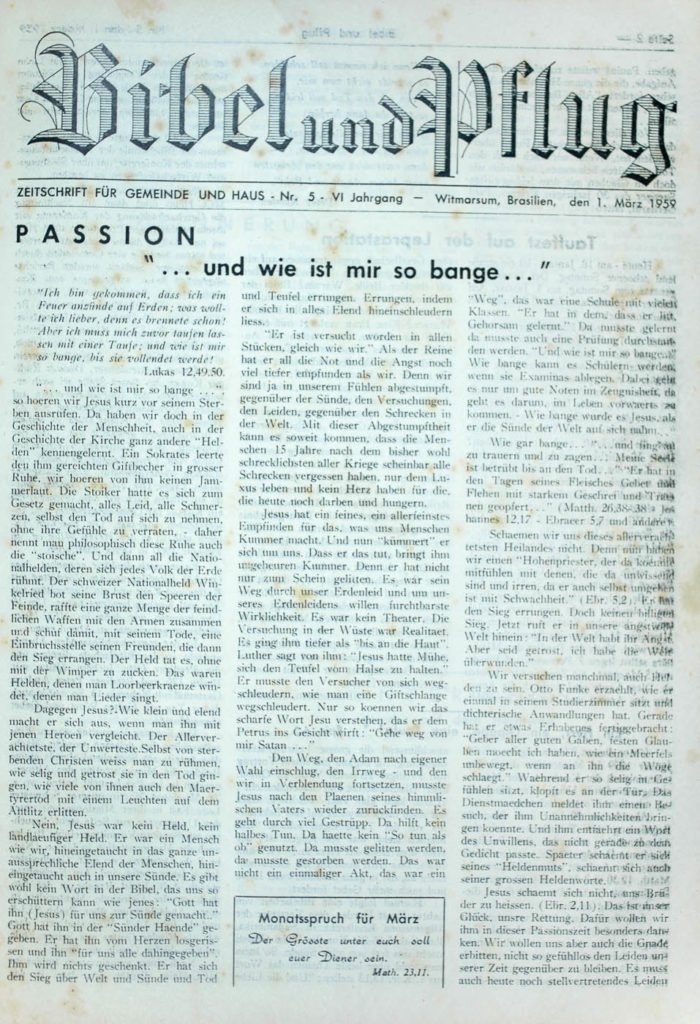 Bibel und Pflug
ZEITSCHRIFT FÜR GEMEINDE UND HAUS - Nr. 5 - VI Jahrgang — Witmarsum, Brasilien, den 1. März 1959
PASSION
"... und wie ist mir so bange..."
"Ich bin gekommen, dass ich ein
Feuer anzünde auf Erden; was woll-
te ich lieber, denn es brennete schon!
Aber ich muss mich zuvor taufen las-
sen mit einer Taufe; und wie ist mir
so bange, bis sie vollendet werde!
Lukas 12,49.50.
"... und wie ist mir so bange ...",
so hoeren wir Jesus kurz vor seinem Ster-
ben ausrufen. Da haben wir doch in der
Geschichte der Menschheit, auch in der
Geschichte der Kirche ganz andere "Hel-
den" kennengelernt. Ein Sokrates leerte
den ihm gereichten Giftbecher in grosser
Ruhe, wir hoeren von ihm keinen Jam-
merlaut. Die Stoiker hatte es sich zum
Gesetz gemacht, alles Leid, alle Schmer-
zen, selbst den Tod auf sich zu nehmen,
ohne ihre Gefühle zu verraten, - daher
nennt man philosophisch diese Ruhe auch
die "stoische". Und dann all die Natio-
nalhelden, deren sich jedes Volk der Erde
rühmt. Der schweizer Nationalheld Win-
kelried bot seine Brust den Speeren der
Feinde, raffte eine ganze Menge der feind-
lichen Waffen mit den Armen zusammen
und schuf damit, mit seinem Tode, eine
Einbruchsstelle seinen Freunden, die dann
den Sieg errangen. Der Held tat es, ohne
mit der Wimper zu zucken. Das waren
Helden, denen man Loorbeerkraenze win-
det, denen man Lieder singt.
Dagegen Jesus? Wie klein und elend
macht er sich aus, wenn man ihn mit
jenen Heroen vergleicht. Der Allerver-
achtetste, der Unwerteste.Selbst von ster-
benden Christen weiss man zu rühmen,
wie selig und getrost sie in den Tod gin-
gen, wie viele von ihnen auch den Maer-
tyrertod mit einem Leuchten auf dem
Antlitz erlitten.
Nein, Jesus war kein Held, kein
landlaeufiger Held. Er war ein Mensch
wie wir, hineingetaucht in das ganze un-
aussprechliche Elend der Menschen, hin-
eingetaucht auch in unsere Sünde. Es gibt
wohl kein Wort in der Bibel, das uns so
erschüttern kann wie jenes: "Gott hat
ihn (Jesus) für uns zur Sünde gemacht."
Gott hat ihn in der "Sünder Haende" ge-
geben. Er hat ihn vom Herzen losgeris-
sen und ihn "für uns alle dahingegeben".
Ihm wird nichts geschenkt. Er hat sich
den Sieg über Welt und Sünde und Tod
und Teufel errungen. Errungen, indem
er sich in alles Elend hineinschleudern
liess.
"Er ist versucht worden in allen
Stücken, gleich wie wir." Als der Reine
hat er all die Not und die Angst noch
viel tiefer empfunden als wir. Denn wir
sind ja in unserem Fühlen abgestumpft,
gegenüber der Sünde, den Versuchungen,
den Leiden, gegenüber den Schrecken in
der Welt. Mit dieser Abgestumpftheit
kann es soweit kommen, dass die Men-
schen 15 Jahre nach dem bisher wohl
schrecklichsten aller Kriege scheinbar alle
Schrecken vergessen haben, nur dem Lu-
xus leben und kein Herz haben für die,
die heute noch darben und hungern.
Jesus hat ein feines, ein allerfeinstes
Empfinden für das, was uns Menschen
Kummer macht. Und nun "kümmert" er
sich um uns. Dass er das tut, bringt ihm
ungeheuren Kummer. Denn er hat nicht
nur zum Schein gelitten. Es war sein
Weg durch unser Erdenleid und um un-
seres Erdenleidens willen furchtbarste
Wirklichkeit. Es war kein Theater. Die
Versuchung in der Wüste war Realitaet.
Es ging ihm tiefer als "bis an die Haut".
Luther sagt von ihm: "Jesus hatte Mühe,
sich den Teufel vom Halse zu halten."
Er musste den Versucher von sich weg-
schleudern, wie man eine Giftschlange
wegschleudert. Nur so koennen wir das
scharfe Wort Jesu verstehen, das er dem
Petrus ins Gesicht wirft: "Gehe weg von
mir Satan ..."
Den Weg, den Adam nach eigener
Wahl einschlug, den Irrweg - und den
wir in Verblendung fortsetzen, musste
Jesus nach den Plaenen seines himmli-
schen Vaters wieder zurückfinden. Es
geht durch viel Gestrüpp. Da hilft kein
halbes Tun. Da haette kein "So tun als
ob" genutzt. Da musste gelitten werden,
da musste gestorben werden. Das war
nicht ein einmaliger Akt, das war ein
Monatsspruch für März
Der Grösste unter euch soll
euer Diener sein.
Math. 23,11.
"Weg", das war eine Schule mit vielen
Klassen. "Er hat in dem, dass er litt,
Gehorsam gelernt." Da musste gelernt
da musste auch eine Prüfung durchstan-
den werden. "Und wie ist mir so bange..."
Wie bange kann es Schülern werden,
wenn sie Examinas ablegen. Dabei geht
es nur um gute Noten im Zeugnisheft, da
geht es darum, im Leben vorwaerts zu
kommen. - Wie bange wurde es Jesus, als
er die Sünde der Welt auf sich nahm.
Wie gar bange... "...und fing an
zu trauern und zu zagen...: Meine Seele
ist betrübt bis an den Tod..." "Er hat in
den Tagen seines Fleisches Gebet und
Flehen mit starkem Geschrei und Trae-
nen geopfert,..." (Matth. 26,38 Jo-
hannes 12,17 - Ebraeer 5,7 und andere
Schaemen wir uns dieses allerverach-
tetsten Heilandes nicht. Denn nun haben
wir einen "Hohenpriester, der da koennte
mitfühlen mit denen, die da unwissend
sind und irren, da er auch selbst umgeben
ist mit Schwachheit." (Ebr. 5,2). Er hat
den Sieg errungen. Doch keinen billigen
Sieg. Jetzt ruft er in unsere angst
Welt hinein: "In der Welt habt ihr Angst.
Aber seid getrost, ich habe die Welt
überwunden."
Wir versuchen manchmal, auch Hel-
den zu sein. Otto Funke erzaehlt, wie er
einmal in seinem Studierzimmer sitzt und
dichterische Anwandlungen hat. Gerade
hat er etwas Erhabenes fertiggebracht:
"Geber aller guten Gaben, festen Glau-
ben moecht ich haben, wie ein Meerfels
unbewegt, wenn an ihn die Woge
schlaegt." Waehrend er so selig in Ge-
fühlen sitzt, klopft es an der Tür. Das
Dienstmaedchen meldet ihm einen Be-
such, der ihm Unannehmlichkeiten brin-
gen koennte. Und ihm entfaehrt ein Wort
des Unwillens, das nicht gerade zu dem
Gedicht passte. Spaeter schaemt er sich
seines "Heldenmuts", schaemt sich auch
seiner grossen Heldenworte.
Jesus schaemt sich nicht, uns Brü-
der zu heissen. (Ebr. 2,11). Das ist unser
Glück, unsre Rettung. Dafür wollen wir
ihm in dieser Passionszeit besonders dan-
ken. Wir wollen uns aber auch die Gnade
erbitten, nicht so gefühllos den Leiden un-
serer Zeit gegenüber zu bleiben. Es muss
auch heute noch stellvertretendes Leiden